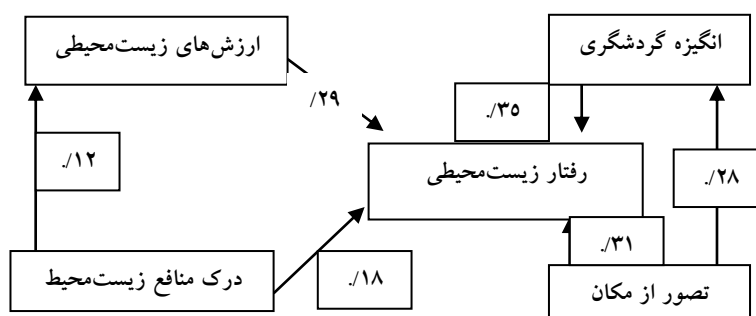 انگیزه گردشگری
ارزش‌های زیست‌محیطی
./۳۵
./۲۹
رفتار زیست‌محیطی
./۲۸
./۱۲
./۳۱
تصور از مکان
./۱۸
درک منافع زیست‌محیط